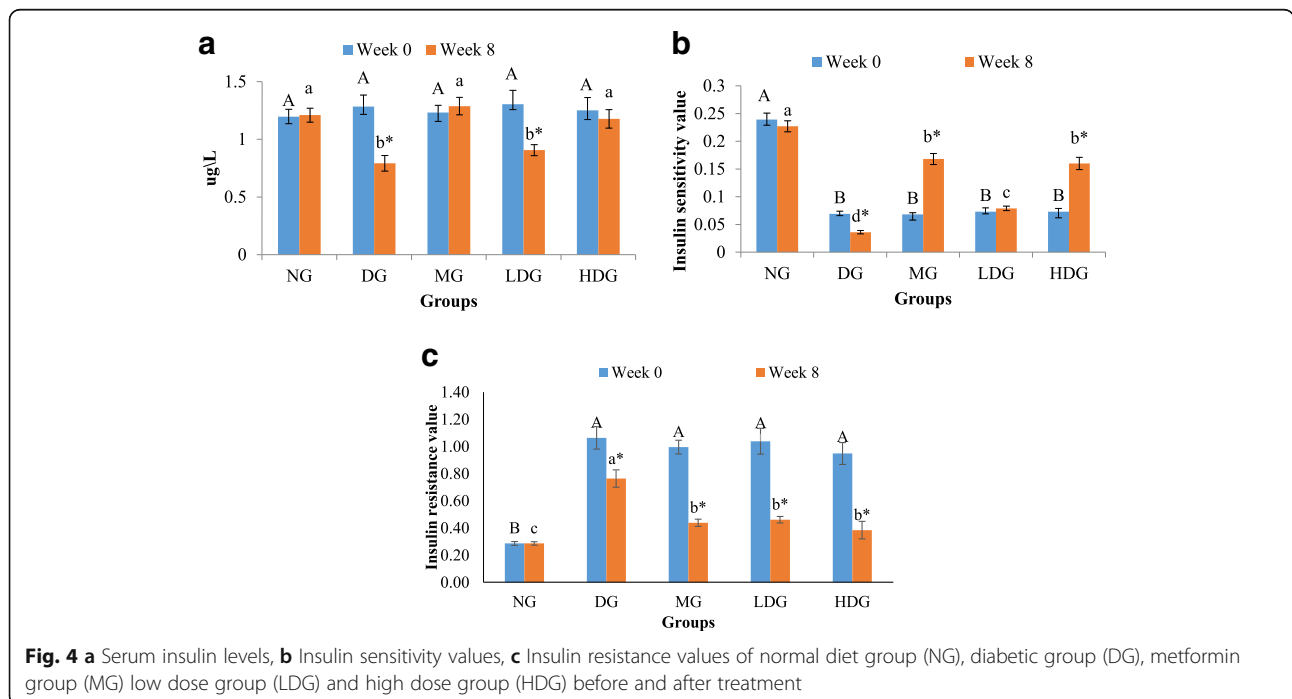 a
Week 0 Week 8
ug\L
1.5
1
0.5
0
A a A b* A a A b* A a
NG DG MG LDG HDG
Groups
b
Week 0 Week 8
Insulin sensitivity value
0.3
0.25
0.2
0.15
0.1
0.05
0
A a B d* B b* B c B b*
NG DG MG LDG HDG
Groups
c
Week 0 Week 8
Insulin resistance value
1.40
1.20
1.00
0.80
0.60
0.40
0.20
0.00
B c A a* A b* A b* A b*
NG DG MG LDG HDG
Groups
Fig. 4 a Serum insulin levels, b Insulin sensitivity values, c Insulin resistance values of normal diet group (NG), diabetic group (DG), metformin
group (MG) low dose group (LDG) and high dose group (HDG) before and after treatment